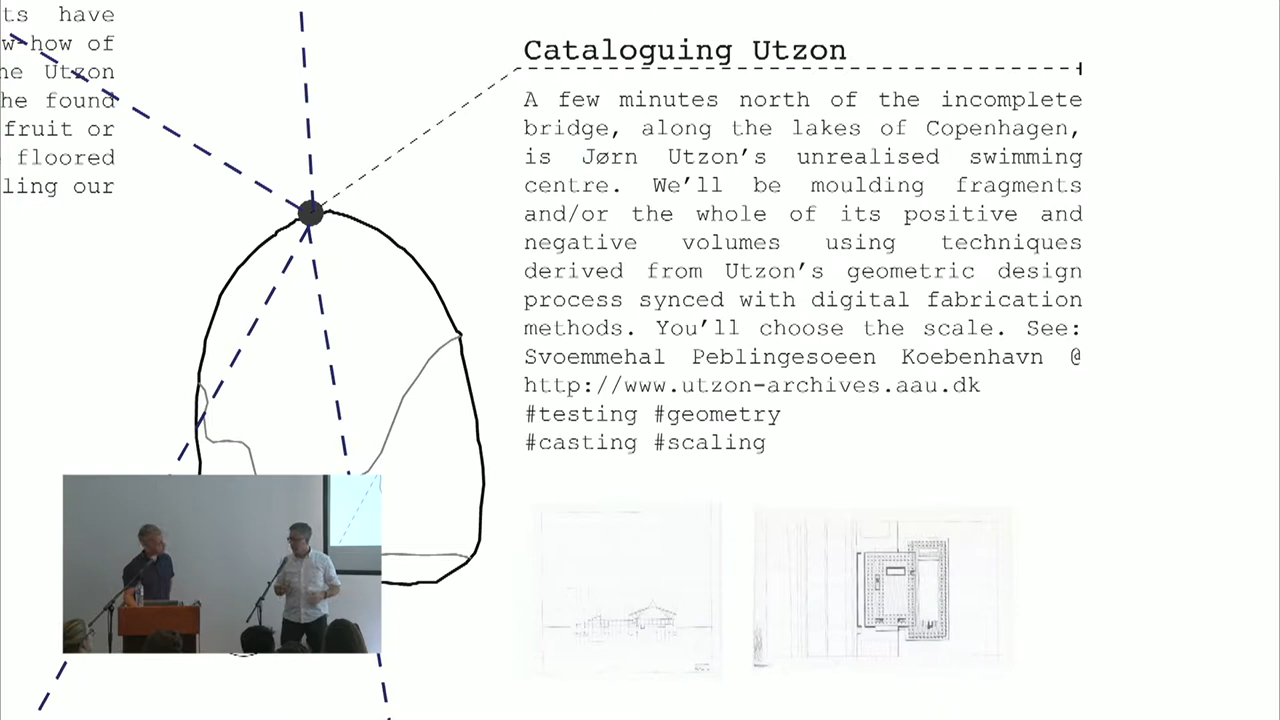 ts have
w-how of
ne Utzon
he found
fruit or
floored
ling our
Cataloguing Utzon
A few minutes north of the incomplete
bridge, along the lakes of Copenhagen,
is Jørn Utzon’s unrealised swimming
centre. We’ll be moulding fragments
and/or the whole of its positive and
negative volumes using techniques
derived from Utzon’s geometric design
process synced with digital fabrication
methods. You’ll choose the scale. See:
Svoemmehal Peblingesoeen Koebenhavn @
http://www.utzon-archives.aau.dk
#testing #geometry
#casting #scaling